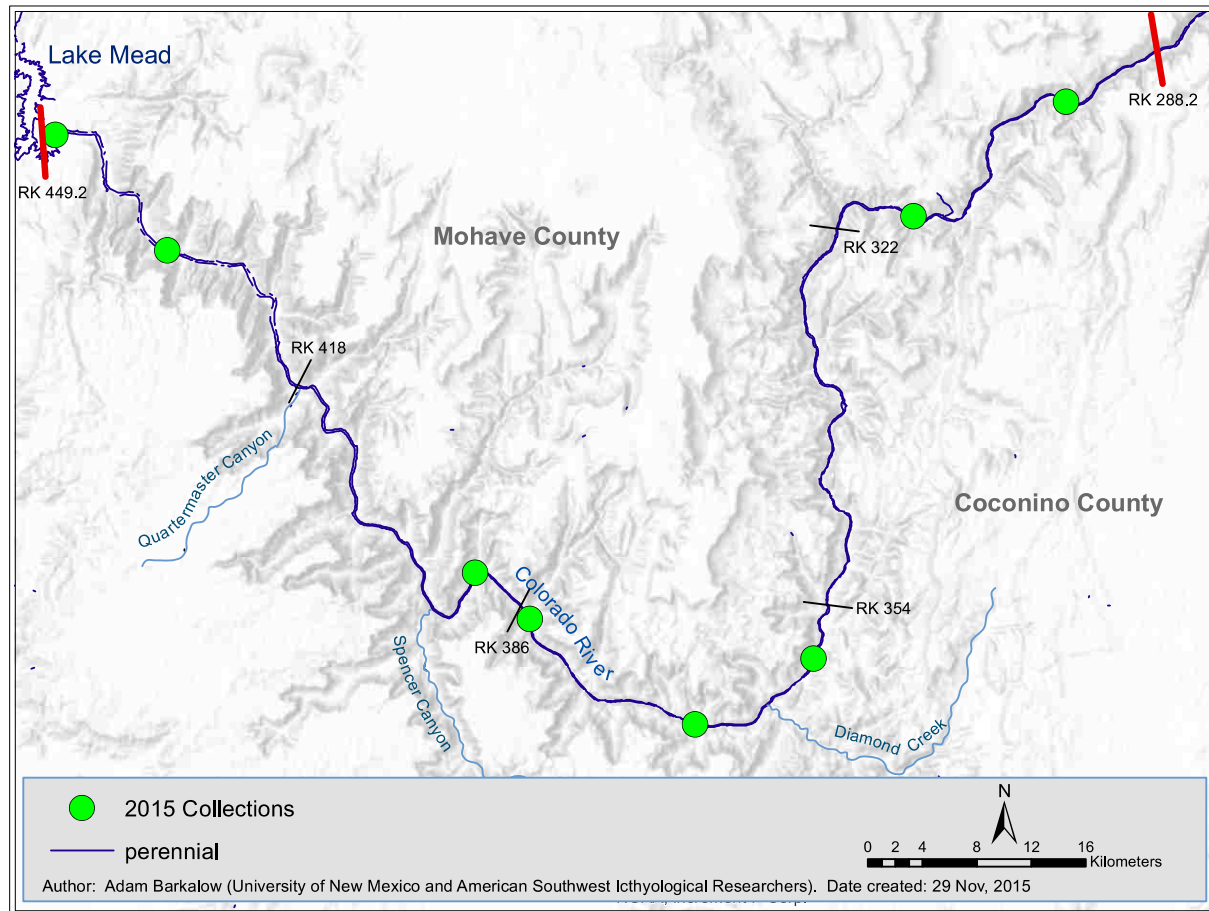 Lake Mead
RK 288.2
RK 449.2
Mohave County
RK 322
RK 418
Quartermaster Canyon
Coconino County
Colorado River
RK 354
RK 386
Spencer Canyon
Diamond Creek
2015 Collections
perennial
N
0 2 4 8 12 16
Kilometers
Author: Adam Barkalow (University of New Mexico and American Southwest Icthyological Researchers). Date created: 29 Nov, 2015